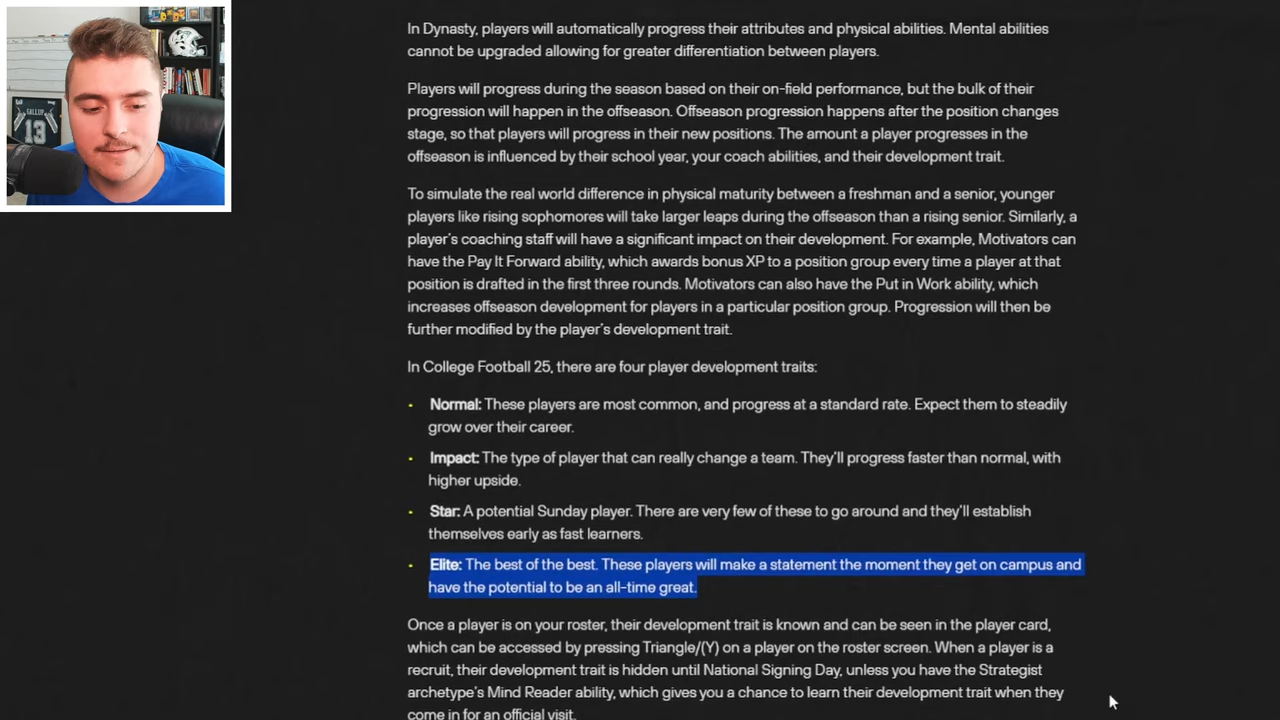 GALLUP
13
In Dynasty, players will automatically progress their attributes and physical abilities. Mental abilities
cannot be upgraded allowing for greater differentiation between players.
Players will progress during the season based on their on-field performance, but the bulk of their
progression will happen in the offseason. Offseason progression happens after the position changes
stage, so that players will progress in their new positions. The amount a player progresses in the
offseason is influenced by their school year, your coach abilities, and their development trait.
To simulate the real world difference in physical maturity between a freshman and a senior, younger
players like rising sophomores will take larger leaps during the offseason than a rising senior. Similarly, a
player's coaching staff will have a significant impact on their development. For example, Motivators can
have the Pay It Forward ability, which awards bonus XP to a position group every time a player at that
position is drafted in the first three rounds. Motivators can also have the Put in Work ability, which
increases offseason development for players in a particular position group. Progression will then be
further modified by the player's development trait.
In College Football 25, there are four player development traits:
• Normal: These players are most common, and progress at a standard rate. Expect them to steadily
grow over their career.
• Impact: The type of player that can really change a team. They'll progress faster than normal, with
higher upside.
• Star: A potential Sunday player. There are very few of these to go around and they'll establish
themselves early as fast learners.
• Elite: The best of the best. These players will make a statement the moment they get on campus and
have the potential to be an all-time great.
Once a player is on your roster, their development trait is known and can be seen in the player card,
which can be accessed by pressing Triangle/(Y) on a player on the roster screen. When a player is a
recruit, their development trait is hidden until National Signing Day, unless you have the Strategist
archetype's Mind Reader ability, which gives you a chance to learn their development trait when they
come in for an official visit.